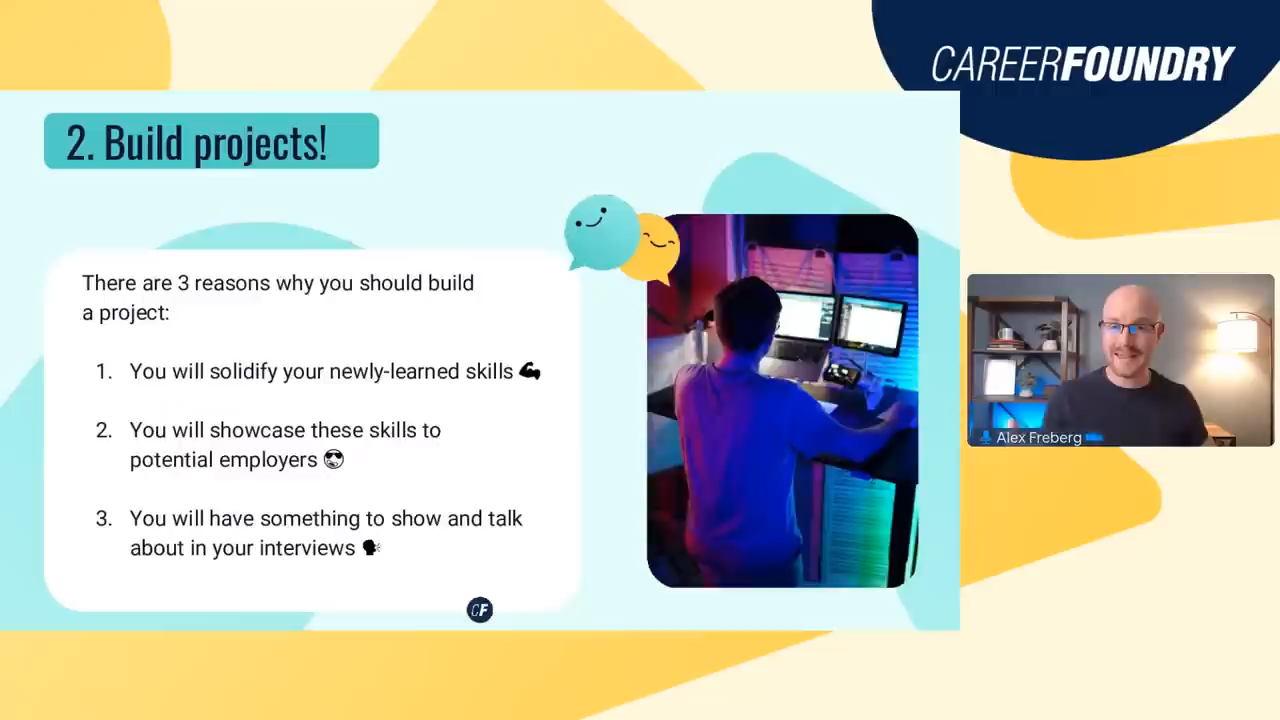 CAREERFOUNDRY
2. Build projects!
There are 3 reasons why you should build
a project:
1. You will solidify your newly-learned skills 💪
2. You will showcase these skills to
potential employers 😎
3. You will have something to show and talk
about in your interviews 🗣
CF
Alex Freberg